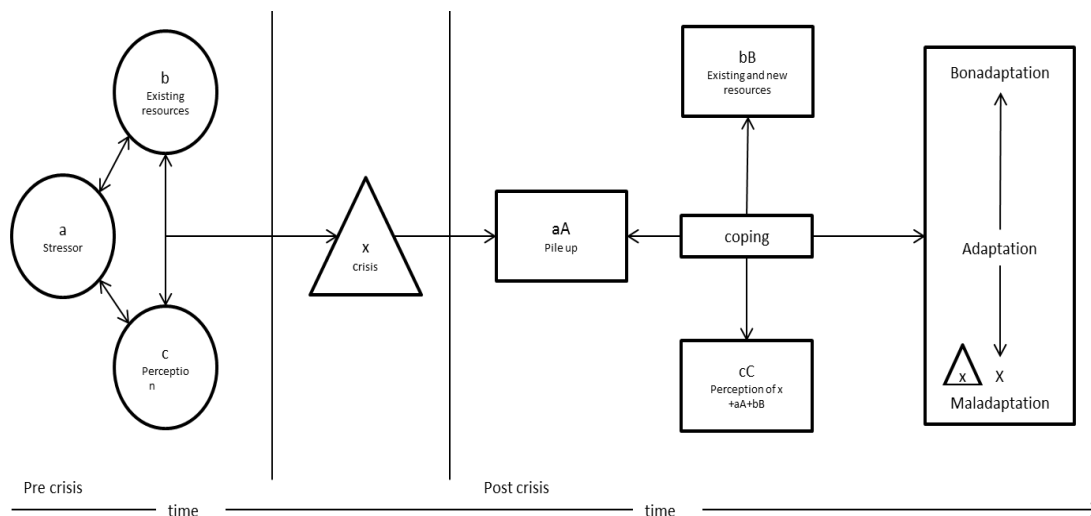 b
Existing
resources
a
Stressor
c
Perceptio
n
x
Crisis
aA
Pile up
bB
Existing and new
resources
coping
cC
Perception of x
+aA+bB
Bonadaptation
Adaptation
x X
Maladaptation
Pre crisis
Post crisis
time
time